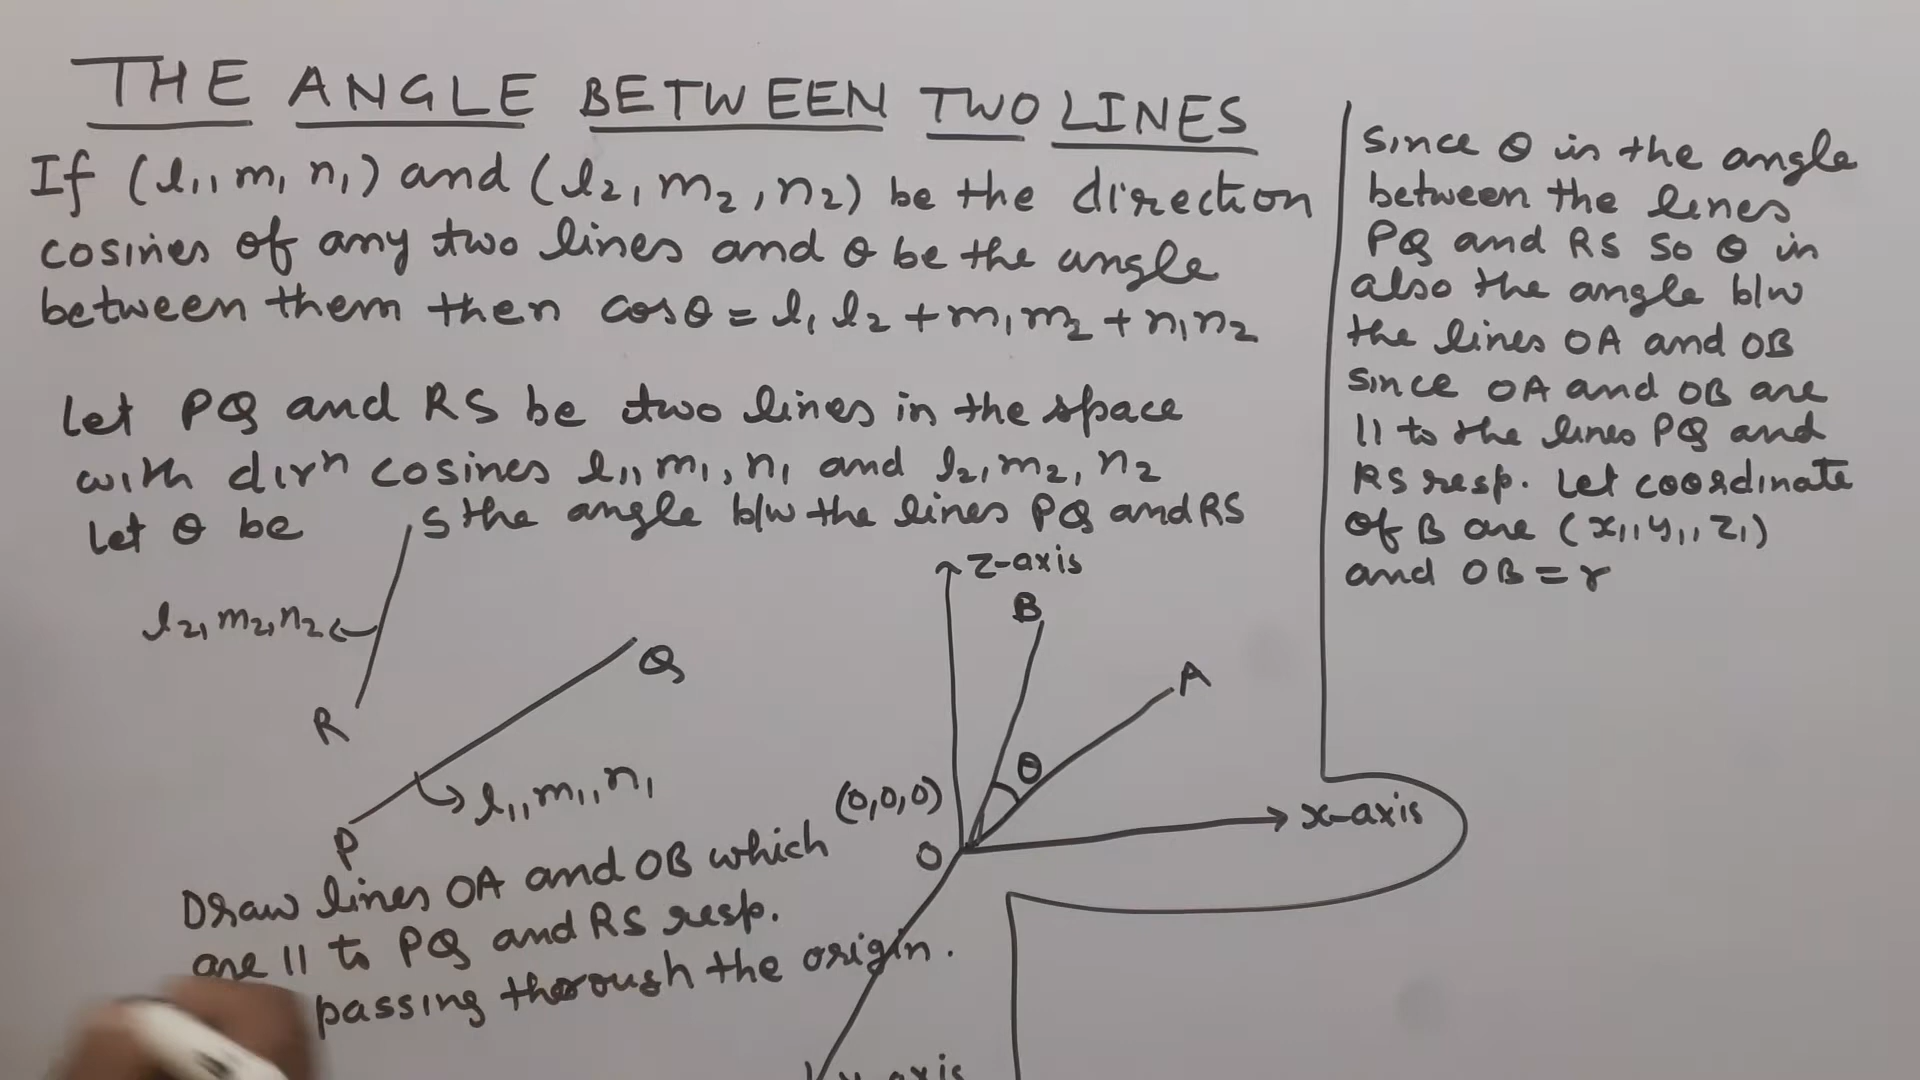 THE ANGLE BETWEEN TWO LINES
If (l1, m1 n1) and (l2, m2, n2) be the direction
cosines of any two lines and θ be the angle
between them then cosθ = l1 l2 + m1m2 + n1n2
Let PQ and RS be two lines in the space
with dirn cosines l1, m1, n1 and l2, m2, n2
Let θ be the angle b/w the lines PQ and RS
S
l2, m2, n2
R
Q
P
l1, m1, n1
Draw lines OA and OB which
are || to PQ and RS resp.
passing thorough the origin.
z-axis
B
A
θ
(0,0,0)
O
x-axis
y-axis
Since θ is the angle
between the lines
PQ and RS So θ is
also the angle b/w
the lines OA and OB
Since OA and OB are
|| to the lines PQ and
RS resp. Let coordinate
of B are (x1, y1, z1)
and OB = r